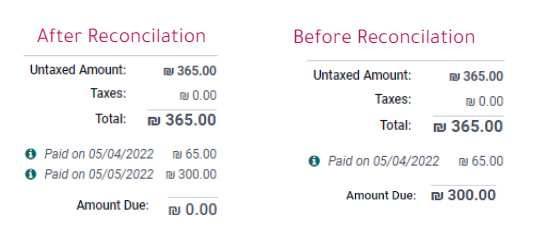 After Reconcilation
Untaxed Amount: ₪ 365.00
Taxes: ₪ 0.00
Total: ₪ 365.00
Paid on 05/04/2022 ₪ 65.00
Paid on 05/05/2022 ₪ 300.00
Amount Due: ₪ 0.00
Before Reconcilation
Untaxed Amount: ₪ 365.00
Taxes: ₪ 0.00
Total: ₪ 365.00
Paid on 05/04/2022 ₪ 65.00
Amount Due: ₪ 300.00